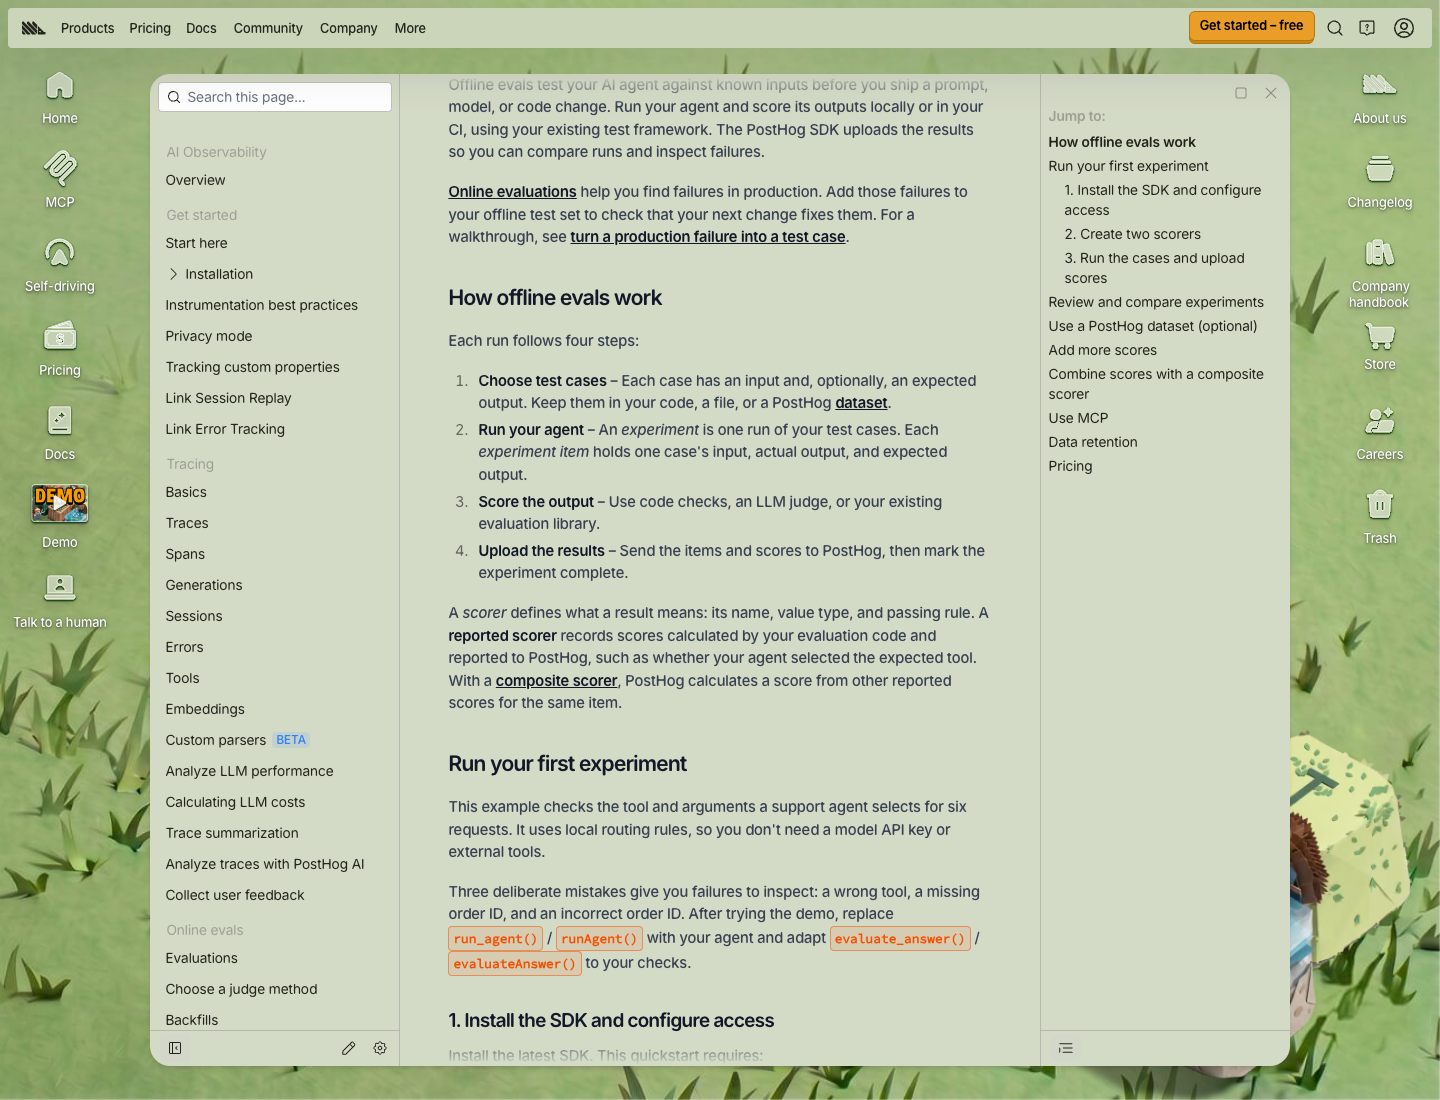 Products Pricing Docs Community Company More
Get started – free
Home
MCP
Self-driving
Pricing
Docs
DEMO
Demo
Talk to a human
Search this page...
AI Observability
Overview
Get started
Start here
Installation
Instrumentation best practices
Privacy mode
Tracking custom properties
Link Session Replay
Link Error Tracking
Tracing
Basics
Traces
Spans
Generations
Sessions
Errors
Tools
Embeddings
Custom parsers BETA
Analyze LLM performance
Calculating LLM costs
Trace summarization
Analyze traces with PostHog AI
Collect user feedback
Online evals
Evaluations
Choose a judge method
Backfills
Offline evals test your AI agent against known inputs before you ship a prompt,
model, or code change. Run your agent and score its outputs locally or in your
CI, using your existing test framework. The PostHog SDK uploads the results
so you can compare runs and inspect failures.
Online evaluations help you find failures in production. Add those failures to
your offline test set to check that your next change fixes them. For a
walkthrough, see turn a production failure into a test case.
How offline evals work
Each run follows four steps:
1. Choose test cases – Each case has an input and, optionally, an expected
output. Keep them in your code, a file, or a PostHog dataset.
2. Run your agent – An experiment is one run of your test cases. Each
experiment item holds one case's input, actual output, and expected
output.
3. Score the output – Use code checks, an LLM judge, or your existing
evaluation library.
4. Upload the results – Send the items and scores to PostHog, then mark the
experiment complete.
A scorer defines what a result means: its name, value type, and passing rule. A
reported scorer records scores calculated by your evaluation code and
reported to PostHog, such as whether your agent selected the expected tool.
With a composite scorer, PostHog calculates a score from other reported
scores for the same item.
Run your first experiment
This example checks the tool and arguments a support agent selects for six
requests. It uses local routing rules, so you don't need a model API key or
external tools.
Three deliberate mistakes give you failures to inspect: a wrong tool, a missing
order ID, and an incorrect order ID. After trying the demo, replace
run_agent() / runAgent() with your agent and adapt evaluate_answer() /
evaluateAnswer() to your checks.
1. Install the SDK and configure access
Install the latest SDK. This quickstart requires:
Jump to:
How offline evals work
Run your first experiment
1. Install the SDK and configure
access
2. Create two scorers
3. Run the cases and upload
scores
Review and compare experiments
Use a PostHog dataset (optional)
Add more scores
Combine scores with a composite
scorer
Use MCP
Data retention
Pricing
About us
Changelog
Company
handbook
Store
Careers
Trash